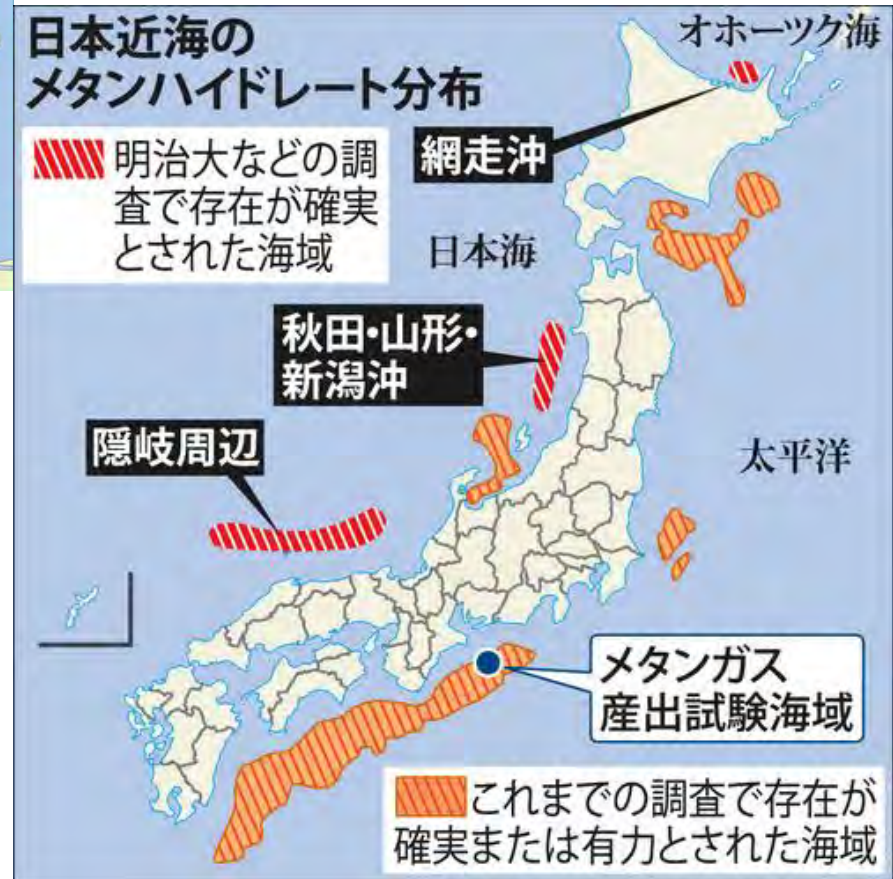 日本近海の
メタンハイドレート分布
オホーツク海
明治大などの調
査で存在が確実
とされた海域
網走沖
日本海
秋田・山形・
新潟沖
隠岐周辺
太平洋
メタンガス
産出試験海域
これまでの調査で存在が
確実または有力とされた海域